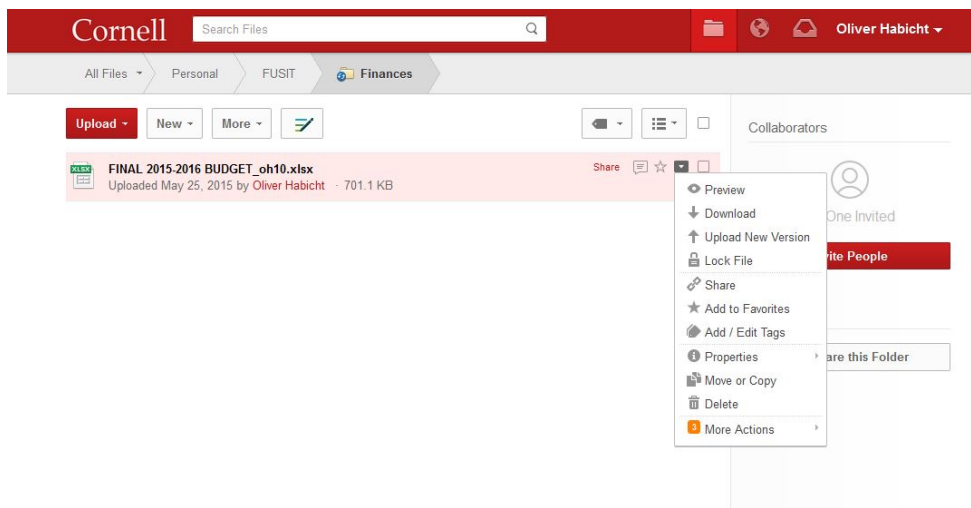 Cornell
Search Files
Oliver Habicht
All Files
Personal
FUSIT
Finances
Upload
New
More
Collaborators
XLSX
FINAL 2015-2016 BUDGET_oh10.xlsx
Uploaded May 25, 2015 by Oliver Habicht · 701.1 KB
Share
Preview
Download
Upload New Version
Lock File
Share
Add to Favorites
Add / Edit Tags
Properties
Move or Copy
Delete
3 More Actions
One Invited
vite People
are this Folder